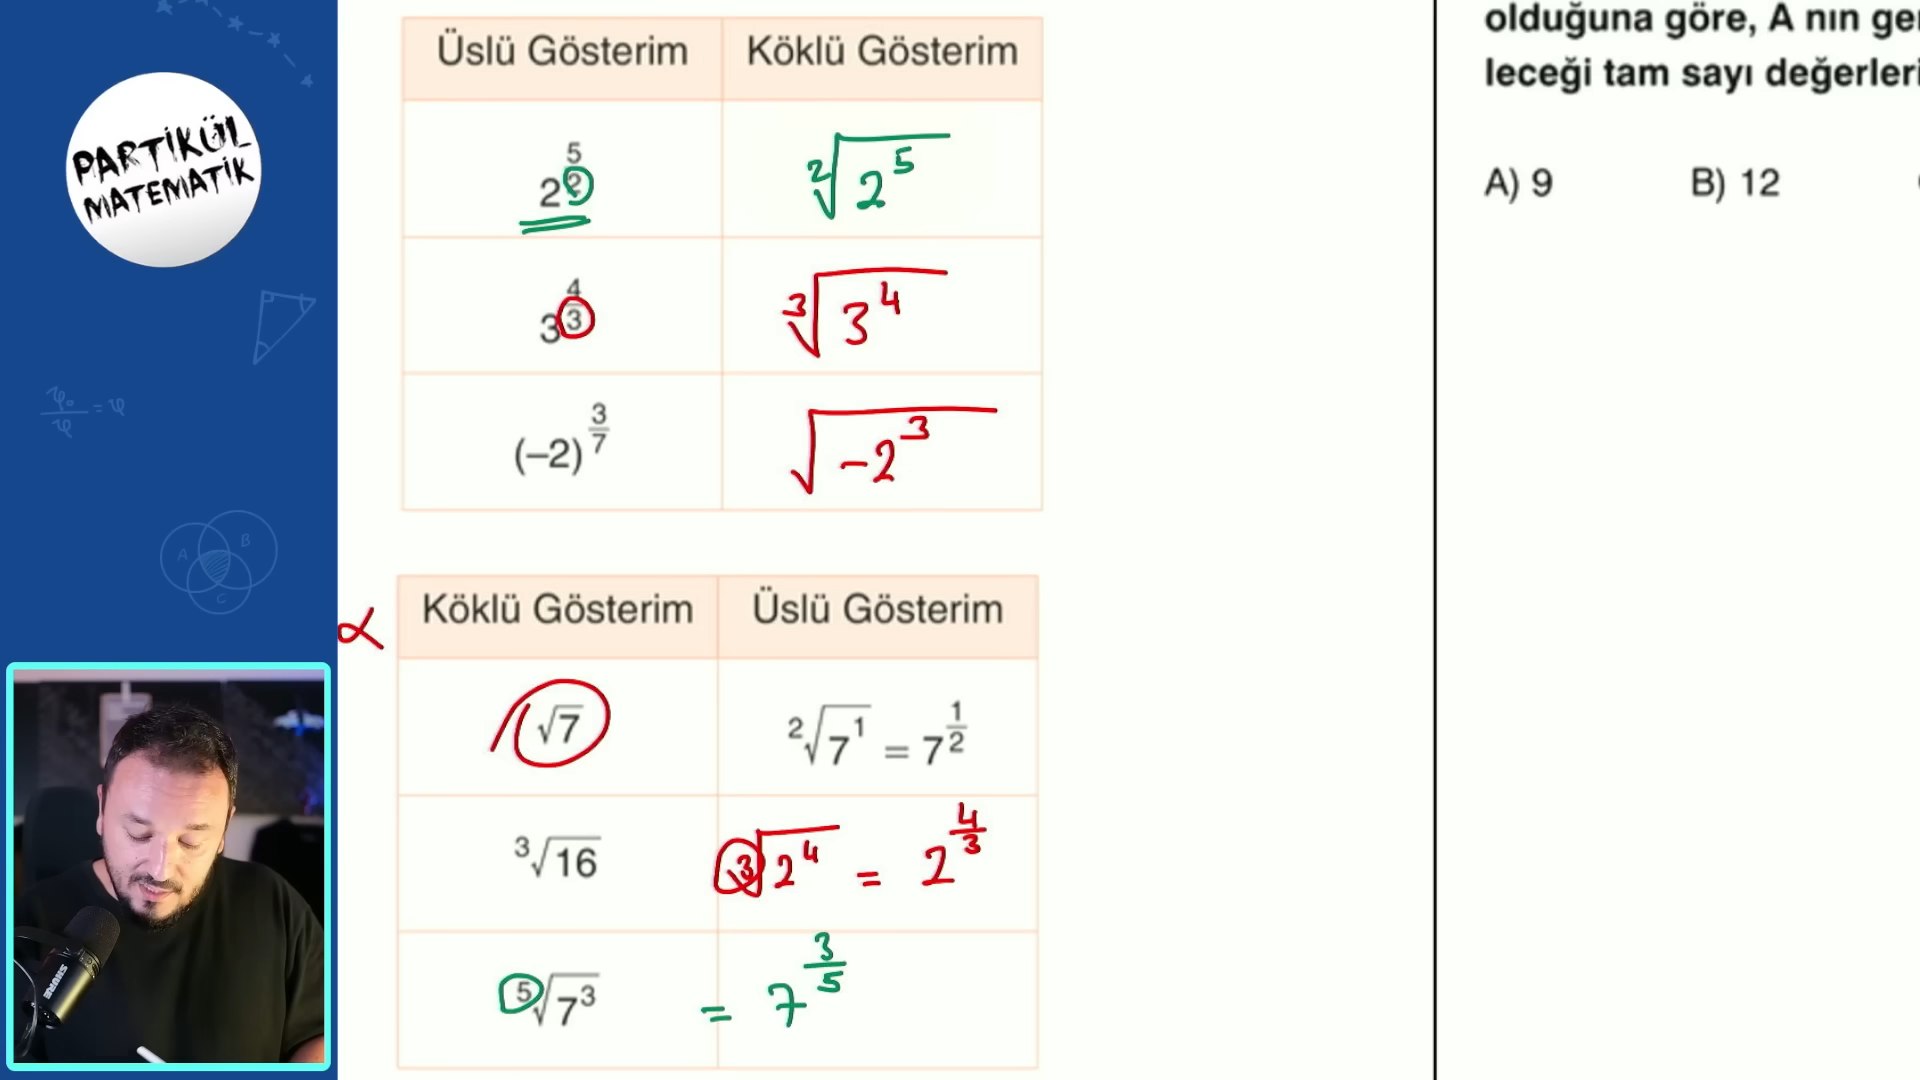 PARTİKÜL
MATEMATİK
Üslü Gösterim Köklü Gösterim
2^(5/2) ²√2⁵
3^(4/3) ³√3⁴
(–2)^(3/7) √-2³
α
Köklü Gösterim Üslü Gösterim
√7 ²√7¹ = 7^(1/2)
³√16 ³√2⁴ = 2^(4/3)
⁵√7³ = 7^(3/5)
olduğuna göre, A nın ge
leceği tam sayı değerleri
A) 9 B) 12
A B
C
SHURE